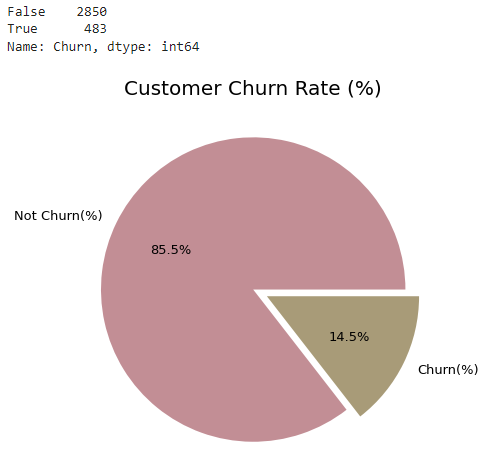 False    2850
True      483
Name: Churn, dtype: int64
Customer Churn Rate (%)
Not Churn(%)
85.5%
14.5%
Churn(%)